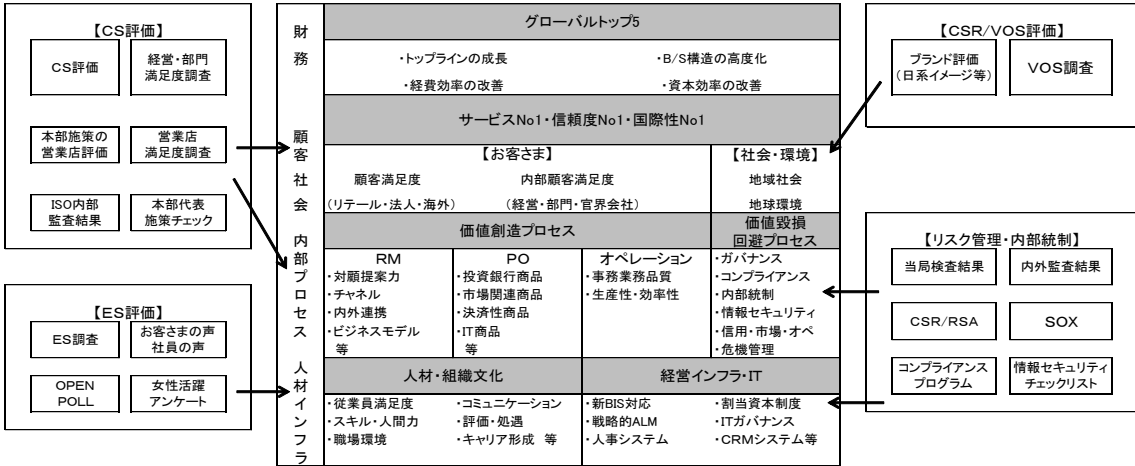 【CS評価】
CS評価
経営・部門
満足度調査
本部施策の
営業店評価
営業店
満足度調査
ISO内部
監査結果
本部代表
施策チェック
【ES評価】
ES調査
お客さまの声
社員の声
OPEN
POLL
女性活躍
アンケート
財務
グローバルトップ5
・トップラインの成長
・B/S構造の高度化
・経費効率の改善
・資本効率の改善
顧客社会
サービスNo1・信頼度No1・国際性No1
【お客さま】
顧客満足度
内部顧客満足度
(リテール・法人・海外)
(経営・部門・官界会社)
【社会・環境】
地域社会
地球環境
内部プロセス
価値創造プロセス
価値毀損
回避プロセス
RM
・対顧提案力
・チャネル
・内外連携
・ビジネスモデル
等
PO
・投資銀行商品
・市場関連商品
・決済性商品
・IT商品
等
オペレーション
・事務業務品質
・生産性・効率性
・ガバナンス
・コンプライアンス
・内部統制
・情報セキュリティ
・信用・市場・オペ
・危機管理
人材インフラ
人材・組織文化
経営インフラ・IT
・従業員満足度
・コミュニケーション
・スキル・人間力
・評価・処遇
・職場環境
・キャリア形成 等
・新BIS対応
・割当資本制度
・戦略的ALM
・ITガバナンス
・人事システム
・CRMシステム等
【CSR/VOS評価】
ブランド評価
(日系イメージ等)
VOS調査
【リスク管理・内部統制】
当局検査結果
内外監査結果
CSR/RSA
SOX
コンプライアンス
プログラム
情報セキュリティ
チェックリスト